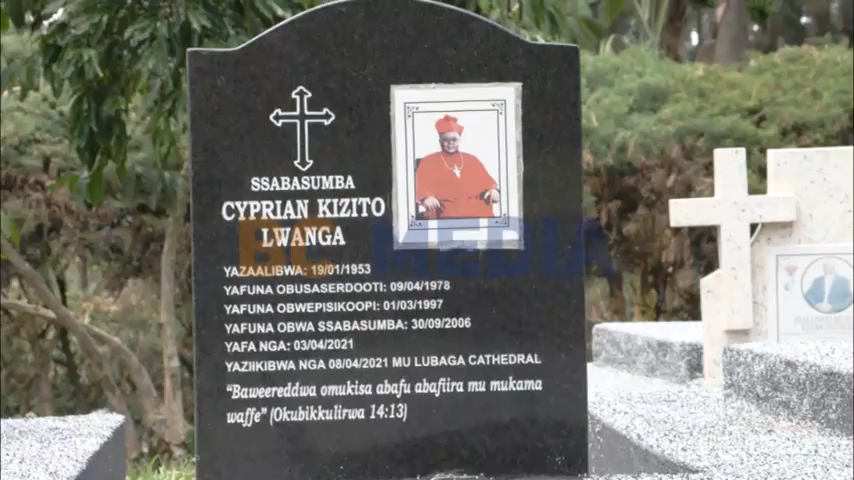 SSABASUMBA
CYPRIAN KIZITO
LWANGA
BC MEDIA
YAZAALIBWA: 19/01/1953
YAFUNA OBUSASERDOOTI: 09/04/1978
YAFUNA OBWEPISIKOOPI: 01/03/1997
YAFUNA OBWA SSABASUMBA: 30/09/2006
YAFA NGA: 03/04/2021
YAZIIKIBWA NGA 08/04/2021 MU LUBAGA CATHEDRAL
“Baweereddwa omukisa abafu abafiira mu mukama
waffe” (Okubikkulirwa 14:13)